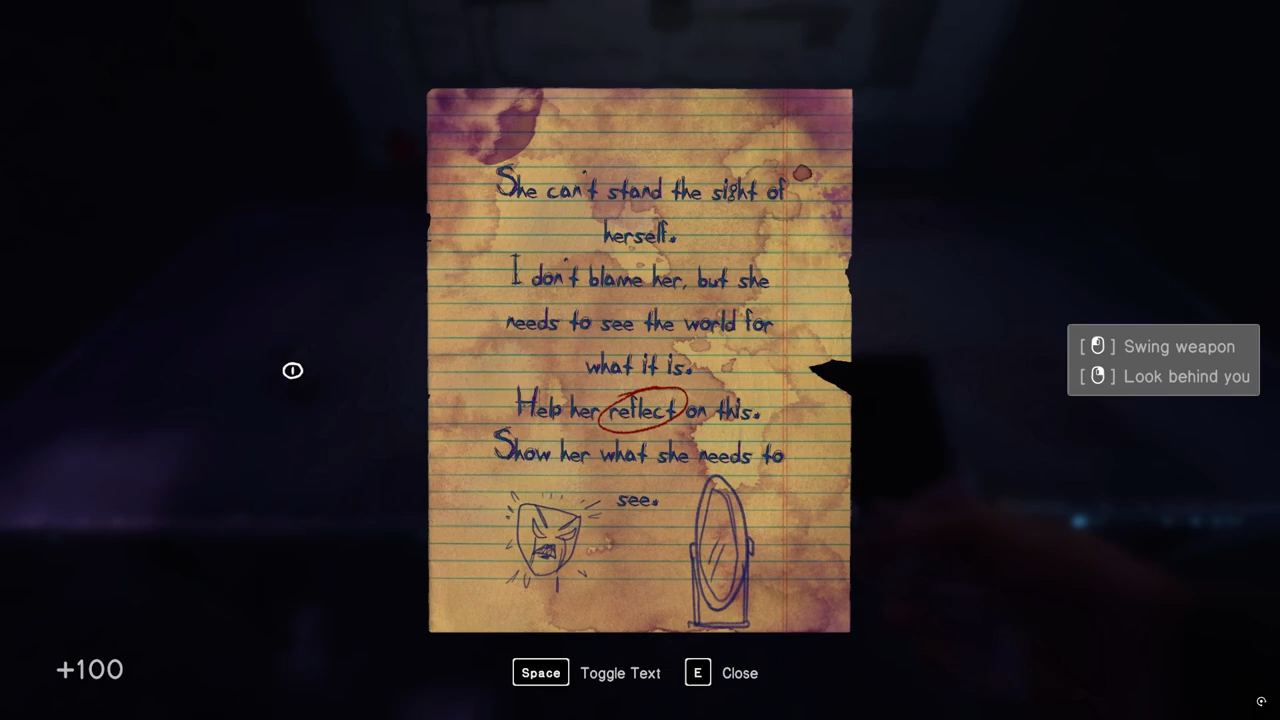 She can't stand the sight of
herself.
I don't blame her, but she
needs to see the world for
what it is.
Help her reflect on this.
Show her what she needs to
see.
[ ] Swing weapon
[ ] Look behind you
+100
Space Toggle Text E Close